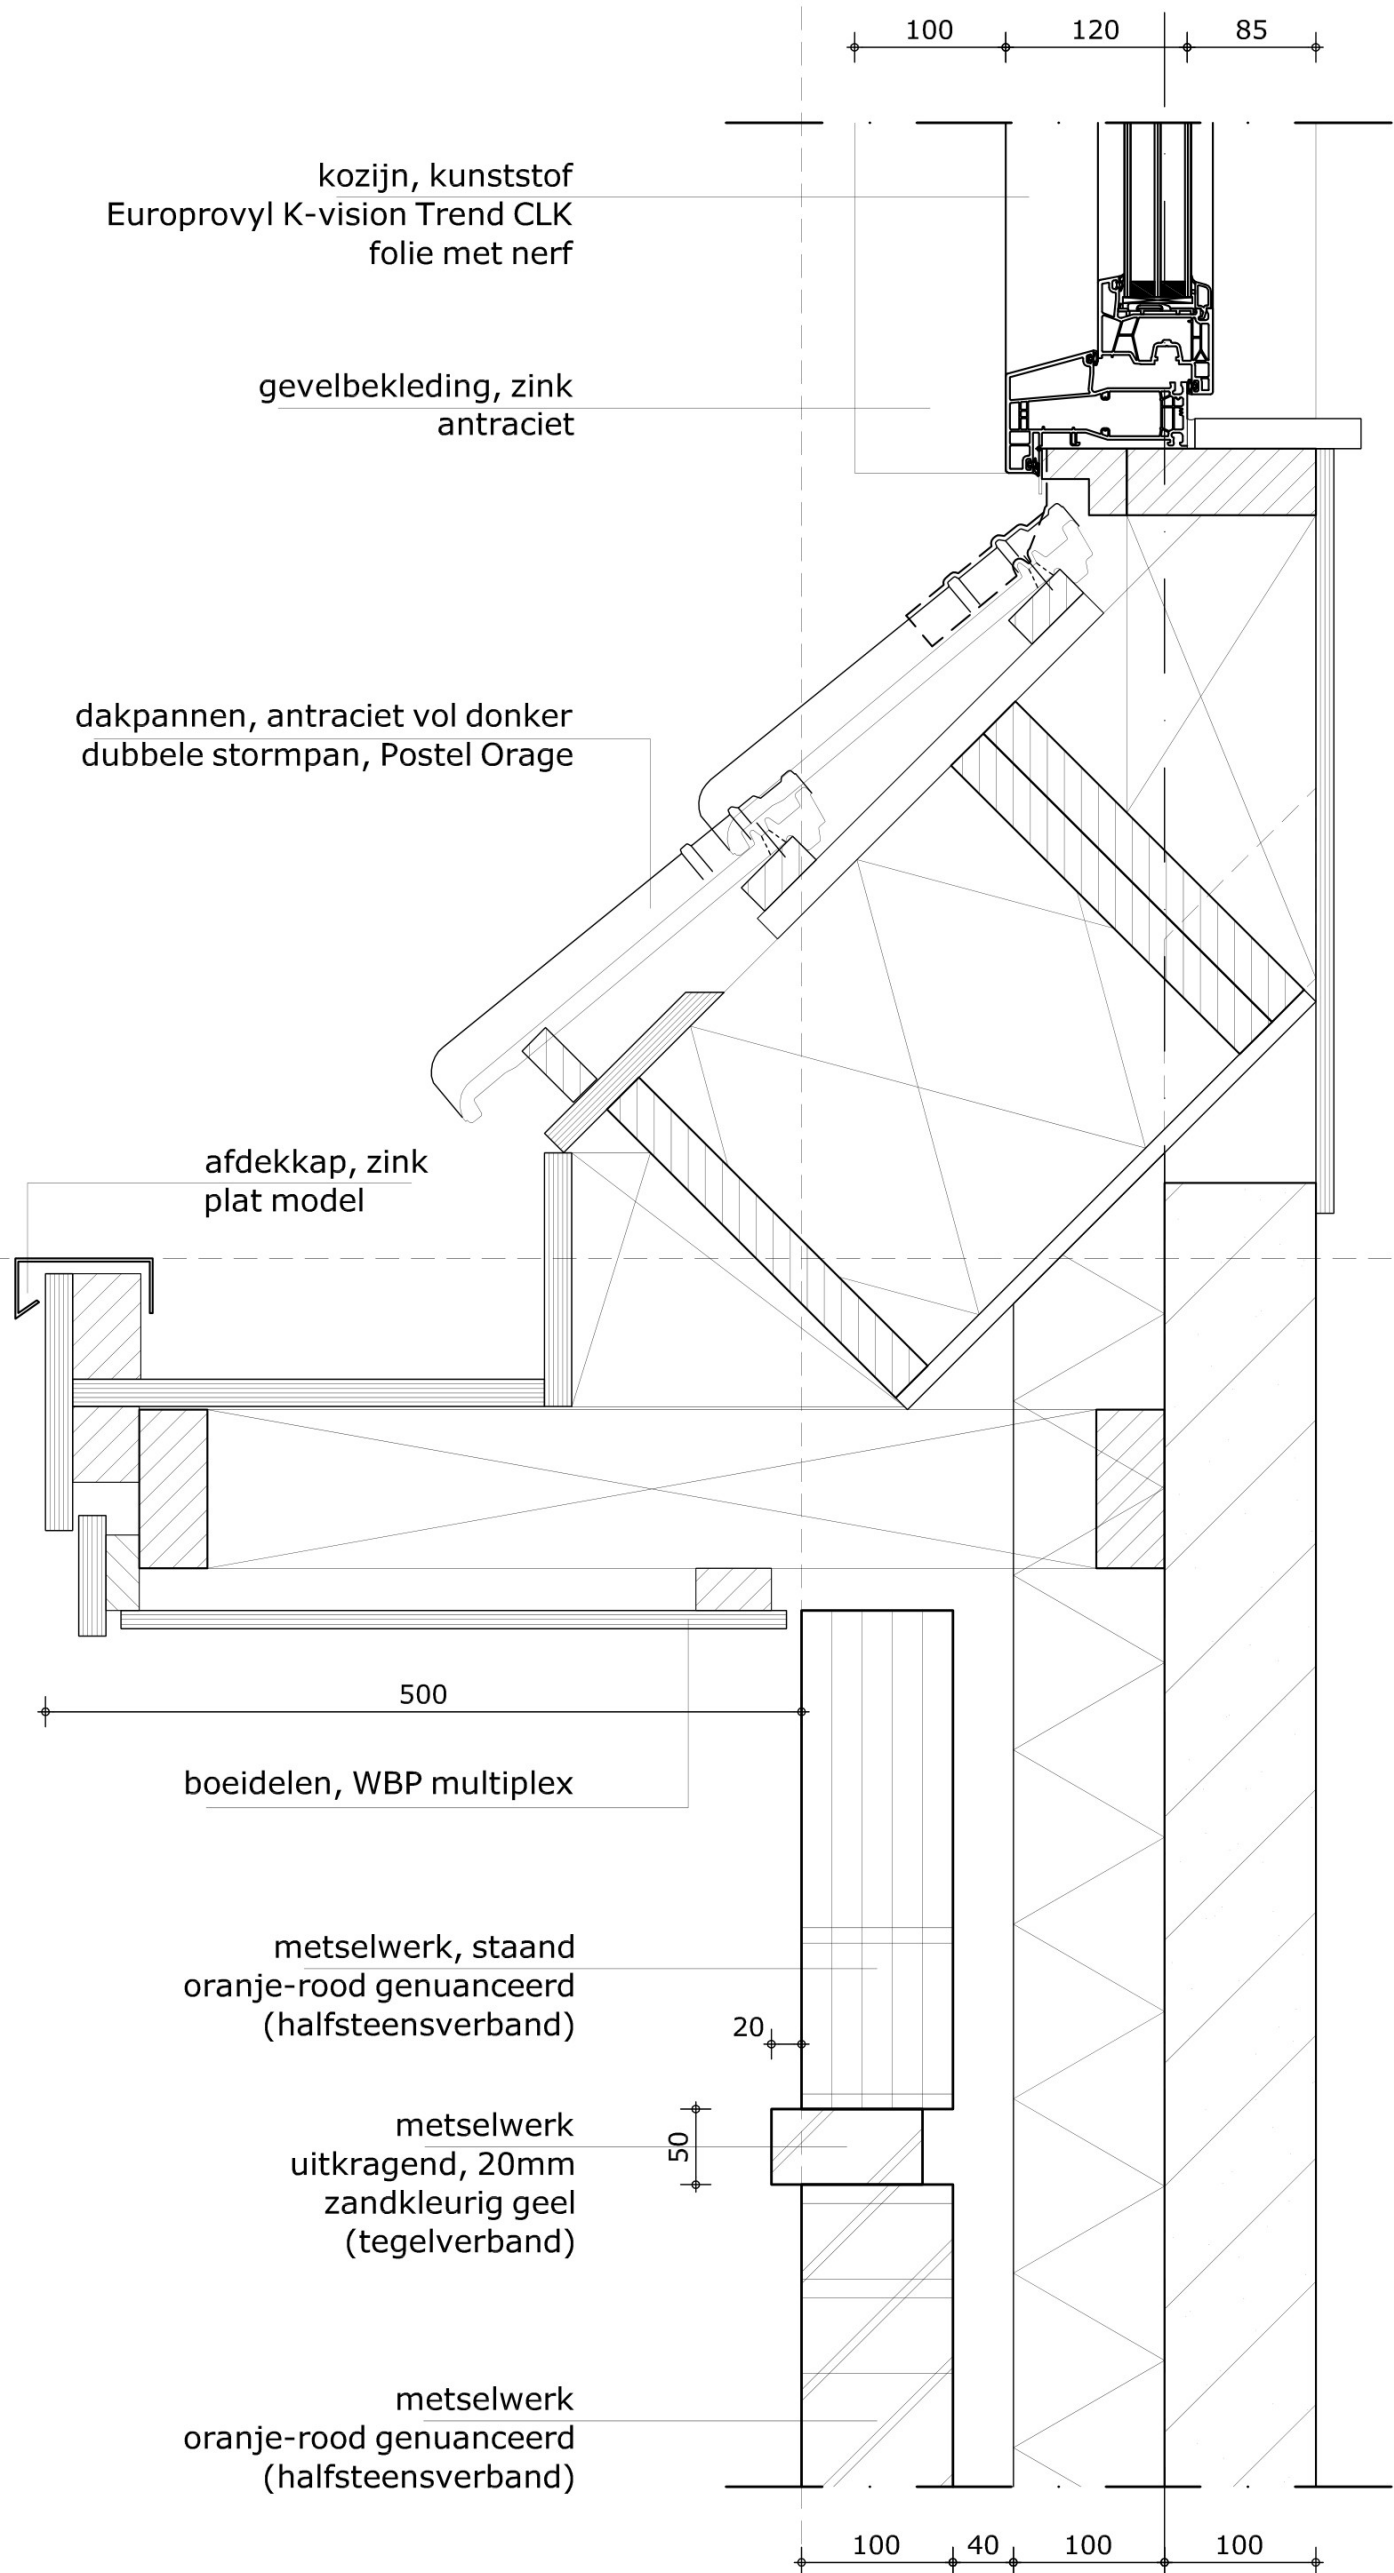 100
120
85
kozijn, kunststof
Europrovyl K-vision Trend CLK
folie met nerf
gevelbekleding, zink
antraciet
dakpannen, antraciet vol donker
dubbele stormpan, Postel Orage
afdekkap, zink
plat model
500
boeidelen, WBP multiplex
metselwerk, staand
oranje-rood genuanceerd
(halfsteensverband)
20
metselwerk
uitkragend, 20mm
zandkleurig geel
(tegelverband)
50
metselwerk
oranje-rood genuanceerd
(halfsteensverband)
100
40
100
100